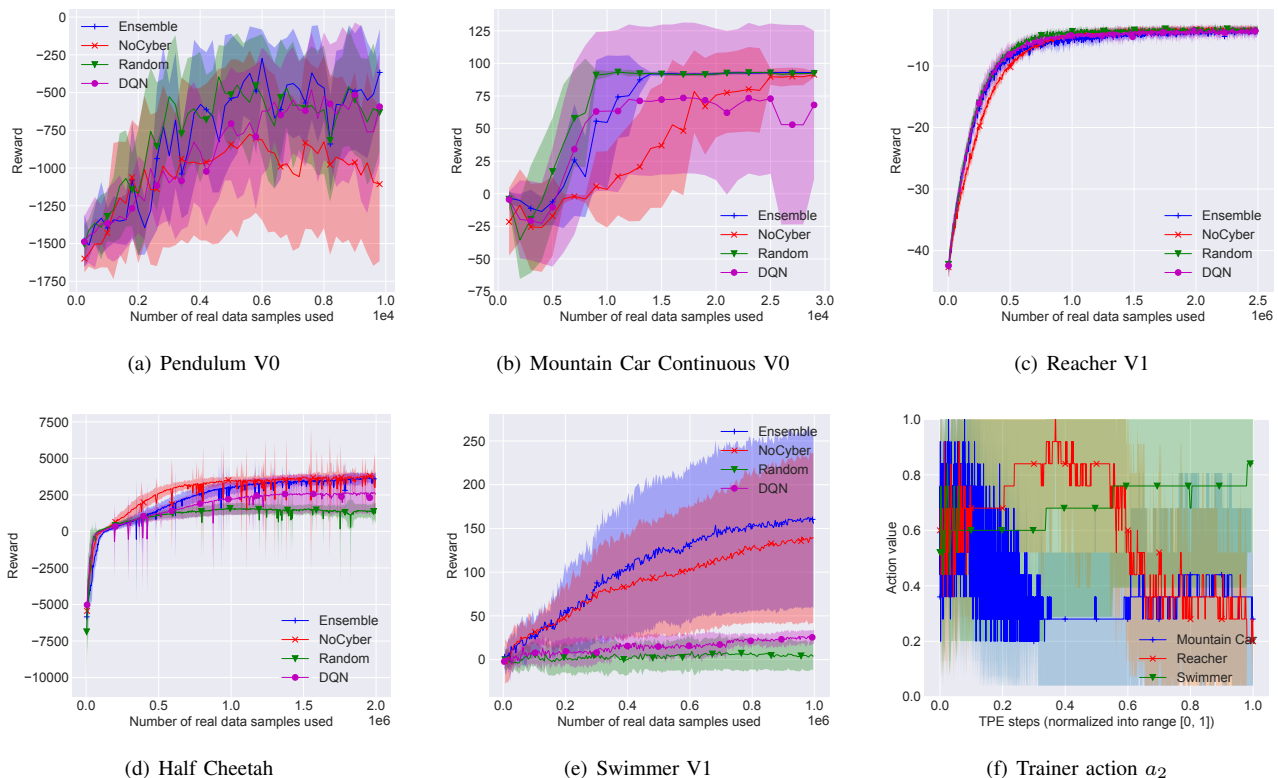 0
−250
−500
−750
−1000
−1250
−1500
−1750
Reward
Ensemble
NoCyber
Random
DQN
0.0 0.2 0.4 0.6 0.8 1.0
Number of real data samples used
1e4
(a) Pendulum V0
125
100
75
50
25
0
−25
−50
−75
Reward
Ensemble
NoCyber
Random
DQN
0.0 0.5 1.0 1.5 2.0 2.5 3.0
Number of real data samples used
1e4
(b) Mountain Car Continuous V0
−10
−20
−30
−40
Reward
Ensemble
NoCyber
Random
DQN
0.0 0.5 1.0 1.5 2.0 2.5
Number of real data samples used
1e6
(c) Reacher V1
7500
5000
2500
0
−2500
−5000
−7500
−10000
Reward
Ensemble
NoCyber
Random
DQN
0.0 0.5 1.0 1.5 2.0
Number of real data samples used
1e6
(d) Half Cheetah
250
200
150
100
50
0
Reward
Ensemble
NoCyber
Random
DQN
0.0 0.2 0.4 0.6 0.8 1.0
Number of real data samples used
1e6
(e) Swimmer V1
1.0
0.8
0.6
0.4
0.2
0.0
Action value
Mountain Car
Reacher
Swimmer
0.0 0.2 0.4 0.6 0.8 1.0
TPE steps (normalized into range [0, 1])
(f) Trainer action a₂